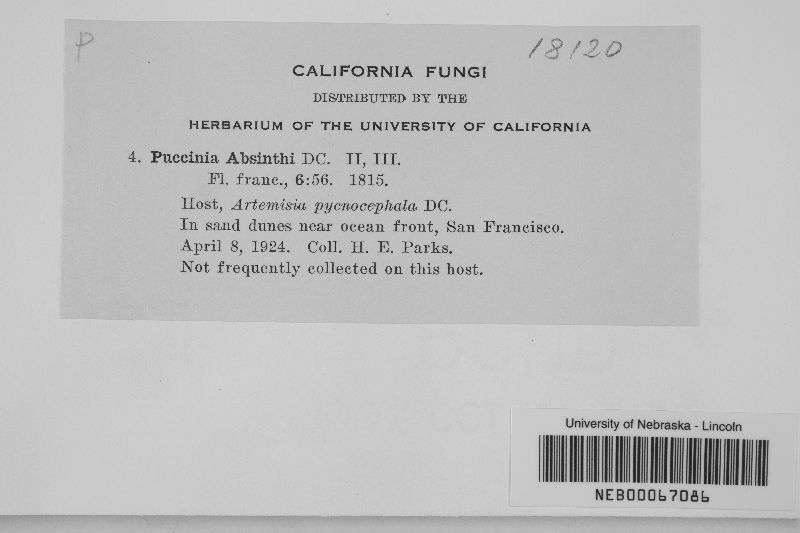 P
18120
CALIFORNIA FUNGI
DISTRIBUTED BY THE
HERBARIUM OF THE UNIVERSITY OF CALIFORNIA
4. Puccinia Absinthi DC. II, III.
Fl. franc., 6:56. 1815.
Host, Artemisia pycnocephala DC.
In sand dunes near ocean front, San Francisco.
April 8, 1924. Coll. H. E. Parks.
Not frequently collected on this host.
University of Nebraska - Lincoln
NEB00067086